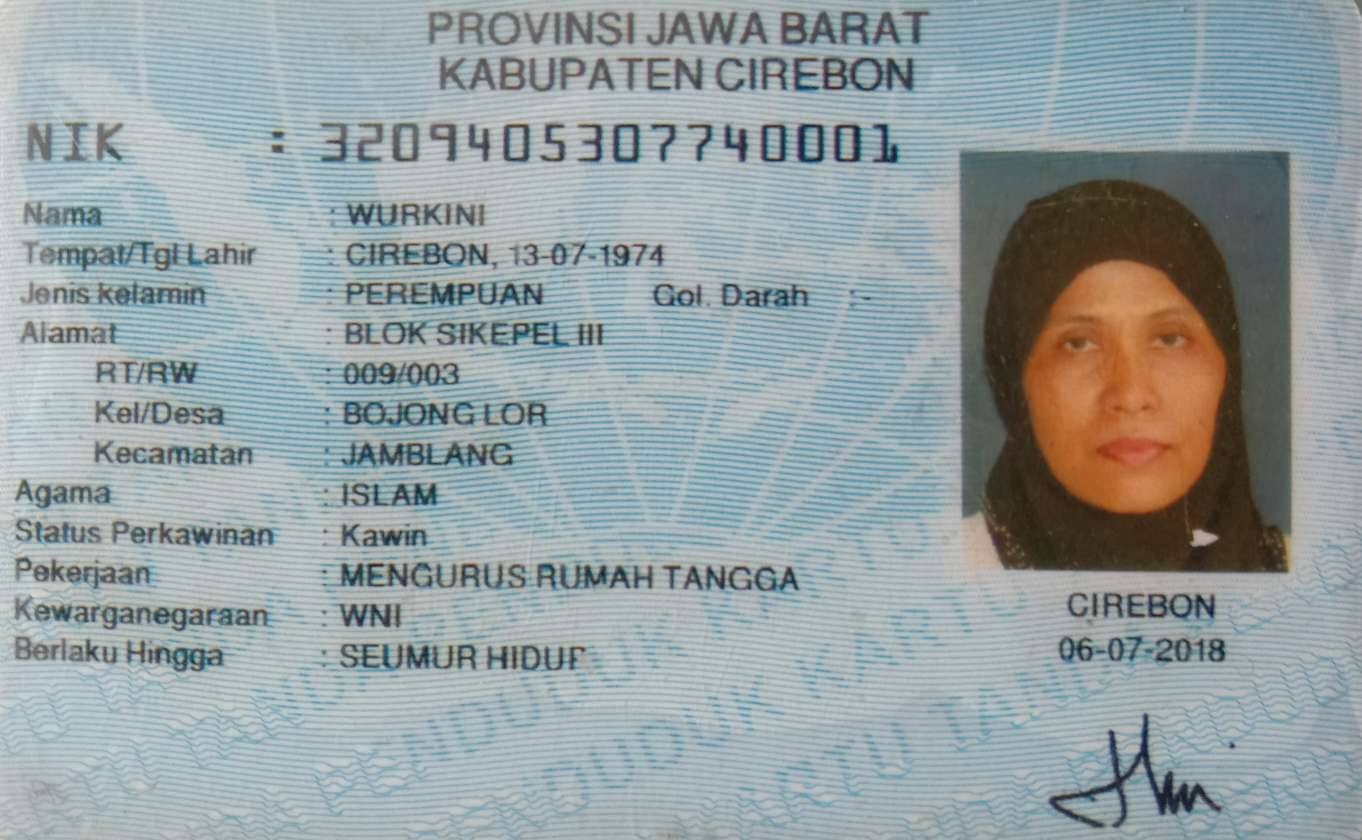 PROVINSI JAWA BARAT
KABUPATEN CIREBON
NIK : 3209405307740001
Nama : WURKINI
Tempat/Tgl Lahir : CIREBON, 13-07-1974
Jenis kelamin : PEREMPUAN Gol. Darah : -
Alamat : BLOK SIKEPEL III
RT/RW : 009/003
Kel/Desa : BOJONG LOR
Kecamatan : JAMBLANG
Agama : ISLAM
Status Perkawinan : Kawin
Pekerjaan : MENGURUS RUMAH TANGGA
Kewarganegaraan : WNI
Berlaku Hingga : SEUMUR HIDUP
CIREBON
06-07-2018